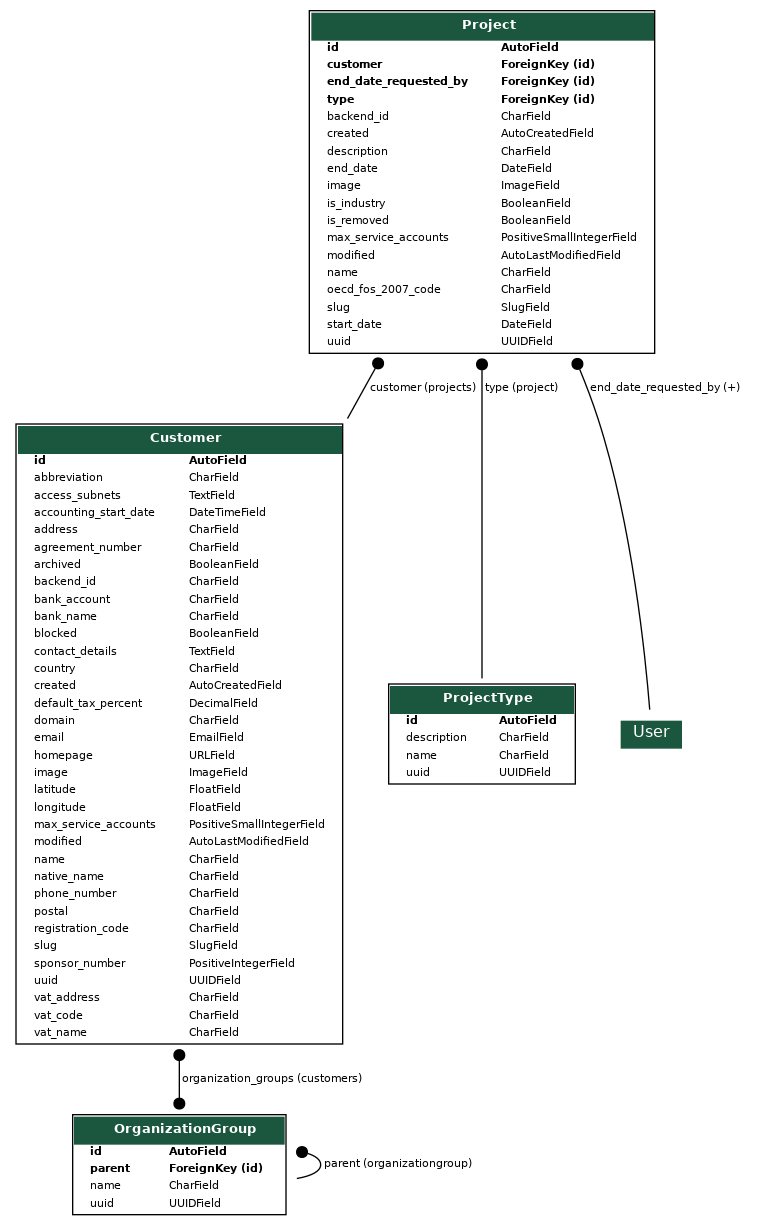 Project
id AutoField
customer ForeignKey (id)
end_date_requested_by ForeignKey (id)
type ForeignKey (id)
backend_id CharField
created AutoCreatedField
description CharField
end_date DateField
image ImageField
is_industry BooleanField
is_removed BooleanField
max_service_accounts PositiveSmallIntegerField
modified AutoLastModifiedField
name CharField
oecd_fos_2007_code CharField
slug SlugField
start_date DateField
uuid UUIDField
customer (projects) type (project) end_date_requested_by (+)
Customer
id AutoField
abbreviation CharField
access_subnets TextField
accounting_start_date DateTimeField
address CharField
agreement_number CharField
archived BooleanField
backend_id CharField
bank_account CharField
bank_name CharField
blocked BooleanField
contact_details TextField
country CharField
created AutoCreatedField
default_tax_percent DecimalField
domain CharField
email EmailField
homepage URLField
image ImageField
latitude FloatField
longitude FloatField
max_service_accounts PositiveSmallIntegerField
modified AutoLastModifiedField
name CharField
native_name CharField
phone_number CharField
postal CharField
registration_code CharField
slug SlugField
sponsor_number PositiveIntegerField
uuid UUIDField
vat_address CharField
vat_code CharField
vat_name CharField
ProjectType
id AutoField
description CharField
name CharField
uuid UUIDField
User
organization_groups (customers)
OrganizationGroup
id AutoField
parent ForeignKey (id)
name CharField
uuid UUIDField
parent (organizationgroup)